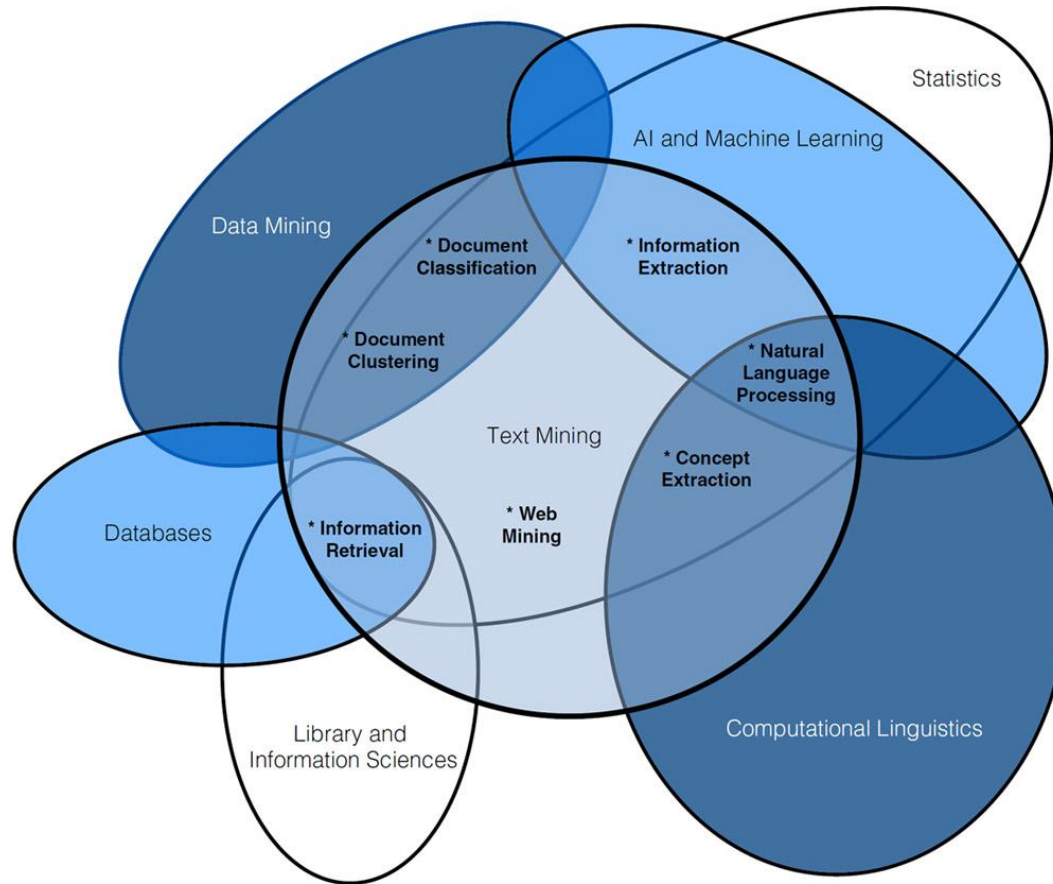 Statistics
AI and Machine Learning
Data Mining
* Document
Classification
* Information
Extraction
* Document
Clustering
* Natural
Language
Processing
Text Mining
* Concept
Extraction
* Web
Mining
Databases
* Information
Retrieval
Library and
Information Sciences
Computational Linguistics